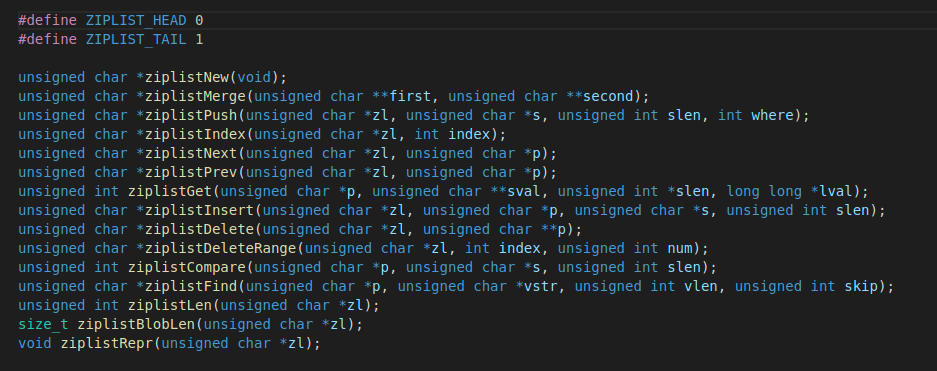 #define ZIPLIST_HEAD 0
#define ZIPLIST_TAIL 1
unsigned char *ziplistNew(void);
unsigned char *ziplistMerge(unsigned char **first, unsigned char **second);
unsigned char *ziplistPush(unsigned char *zl, unsigned char *s, unsigned int slen, int where);
unsigned char *ziplistIndex(unsigned char *zl, int index);
unsigned char *ziplistNext(unsigned char *zl, unsigned char *p);
unsigned char *ziplistPrev(unsigned char *zl, unsigned char *p);
unsigned int ziplistGet(unsigned char *p, unsigned char **sval, unsigned int *slen, long long *lval);
unsigned char *ziplistInsert(unsigned char *zl, unsigned char *p, unsigned char *s, unsigned int slen);
unsigned char *ziplistDelete(unsigned char *zl, unsigned char **p);
unsigned char *ziplistDeleteRange(unsigned char *zl, int index, unsigned int num);
unsigned int ziplistCompare(unsigned char *p, unsigned char *s, unsigned int slen);
unsigned char *ziplistFind(unsigned char *p, unsigned char *vstr, unsigned int vlen, unsigned int skip);
unsigned int ziplistLen(unsigned char *zl);
size_t ziplistBlobLen(unsigned char *zl);
void ziplistRepr(unsigned char *zl);